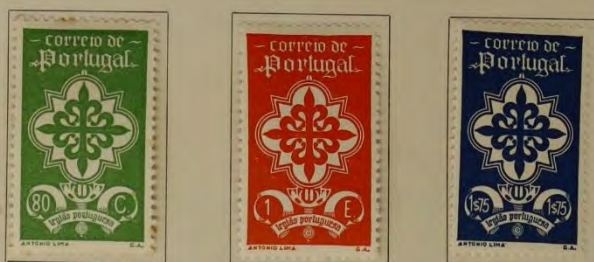 correio de
Portugal
80 C.
legião portuguesa
ANTONIO LIMA G.A.
correio de
Portugal
1 E
legião portuguesa
ANTONIO LIMA G.A.
correio de
Portugal
1$75 1$75
legião portuguesa
ANTONIO LIMA G.A.